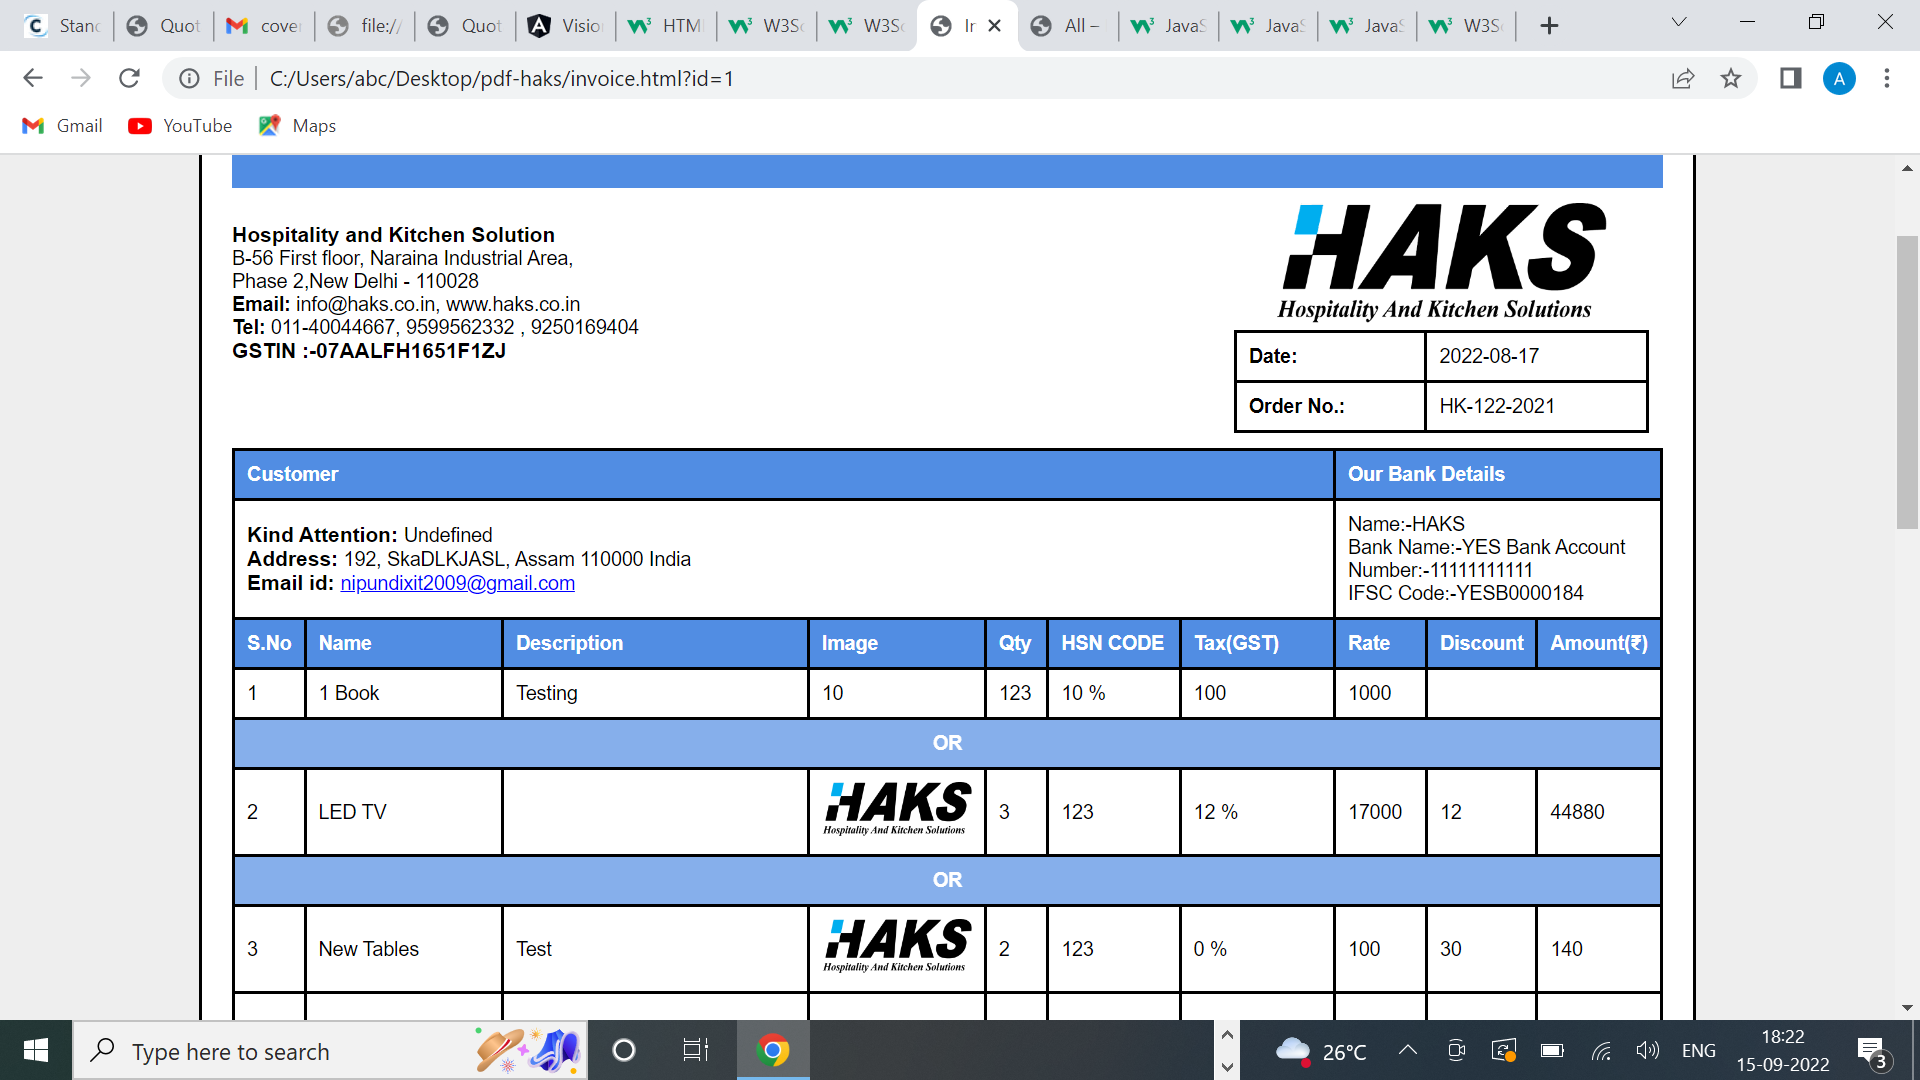 Stanc
Quot
cover
file://
Quot
Visio
HTM
W3Sc
W3Sc
In
All –
JavaS
JavaS
JavaS
W3Sc
File
C:/Users/abc/Desktop/pdf-haks/invoice.html?id=1
A
Gmail
YouTube
Maps
HAKS
Hospitality And Kitchen Solutions
Hospitality and Kitchen Solution
B-56 First floor, Naraina Industrial Area,
Phase 2,New Delhi - 110028
Email: info@haks.co.in, www.haks.co.in
Tel: 011-40044667, 9599562332 , 9250169404
GSTIN :-07AALFH1651F1ZJ
Date: 2022-08-17
Order No.: HK-122-2021
Customer Our Bank Details
Kind Attention: Undefined
Address: 192, SkaDLKJASL, Assam 110000 India
Email id: nipundixit2009@gmail.com
Name:-HAKS
Bank Name:-YES Bank Account
Number:-11111111111
IFSC Code:-YESB0000184
S.No Name Description Image Qty HSN CODE Tax(GST) Rate Discount Amount(₹)
1 1 Book Testing 10 123 10 % 100 1000
OR
2 LED TV HAKS Hospitality And Kitchen Solutions 3 123 12 % 17000 12 44880
OR
3 New Tables Test HAKS Hospitality And Kitchen Solutions 2 123 0 % 100 30 140
Type here to search
26°C
ENG
18:22
15-09-2022
3